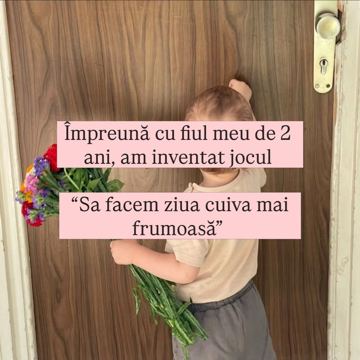 Împreună cu fiul meu de 2
ani, am inventat jocul
“Sa facem ziua cuiva mai
frumoasă”